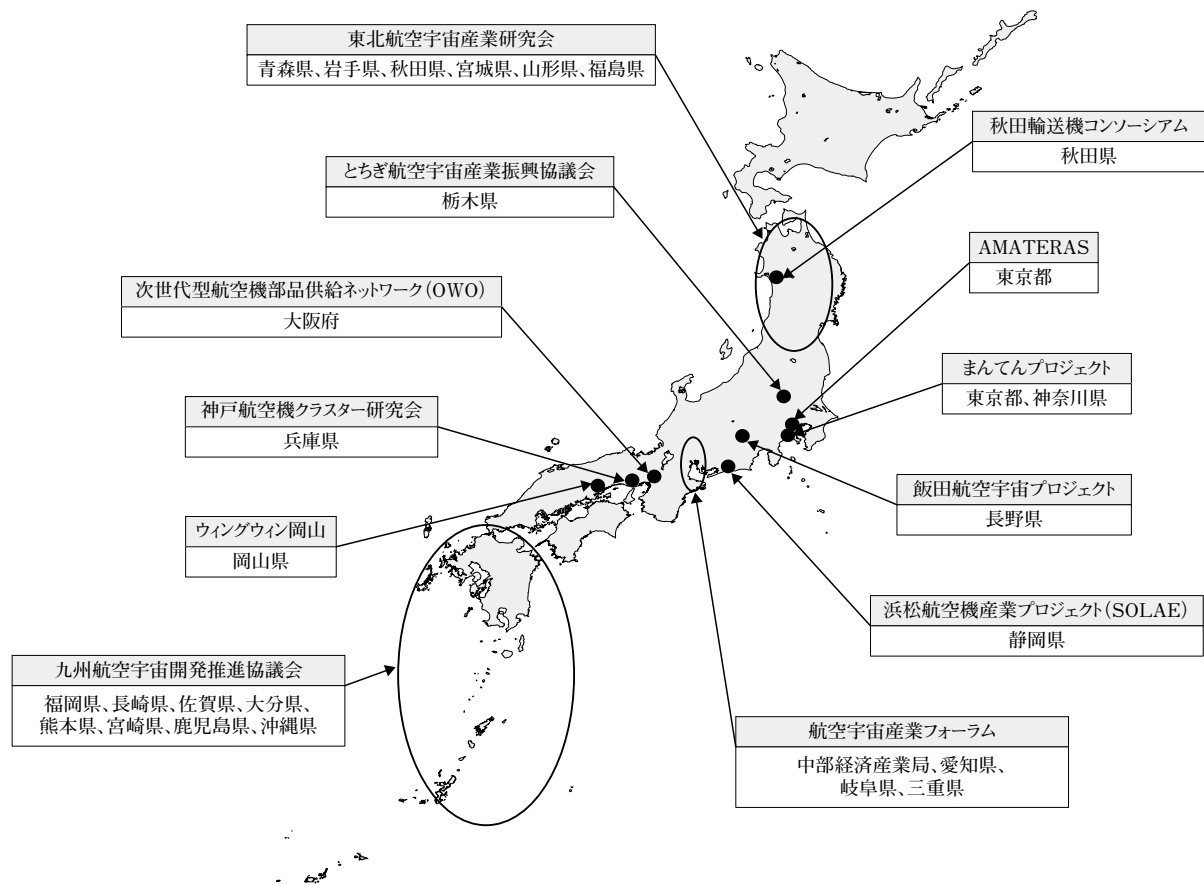 東北航空宇宙産業研究会
青森県、岩手県、秋田県、宮城県、山形県、福島県
秋田輸送機コンソーシアム
秋田県
とちぎ航空宇宙産業振興協議会
栃木県
AMATERAS
東京都
次世代型航空機部品供給ネットワーク(OWO)
大阪府
まんてんプロジェクト
東京都、神奈川県
神戸航空機クラスター研究会
兵庫県
飯田航空宇宙プロジェクト
長野県
ウィングウィン岡山
岡山県
浜松航空機産業プロジェクト(SOLAE)
静岡県
九州航空宇宙開発推進協議会
福岡県、長崎県、佐賀県、大分県、
熊本県、宮崎県、鹿児島県、沖縄県
航空宇宙産業フォーラム
中部経済産業局、愛知県、
岐阜県、三重県